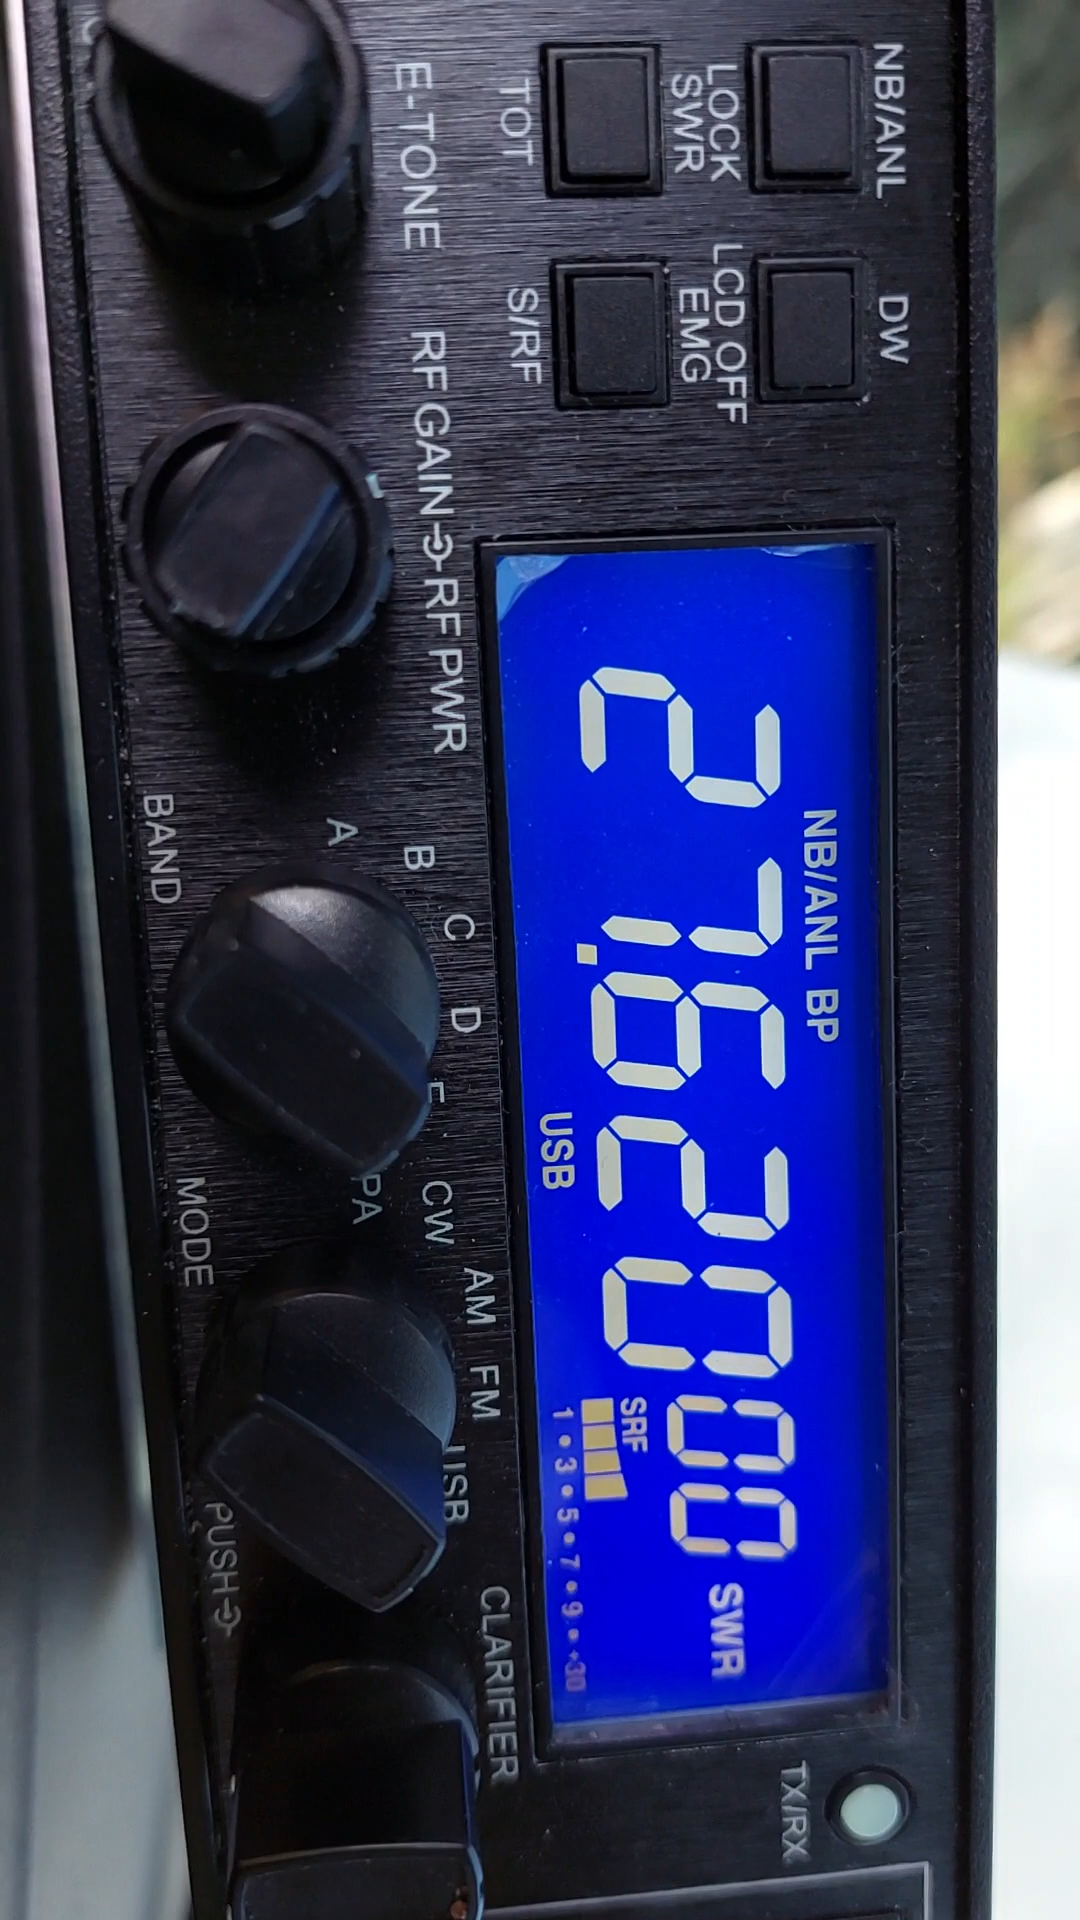 NB/ANL
DW
LOCK
LCD OFF
SWR
EMG
TOT
S/RF
NB/ANL BP
27.62000
SWR
SRF
USB
1•3•5•7•9•+30
TX/RX
E-TONE
RF GAIN RF PWR
A B C D E
BAND
PA CW AM FM USB
MODE
CLARIFIER
PUSH